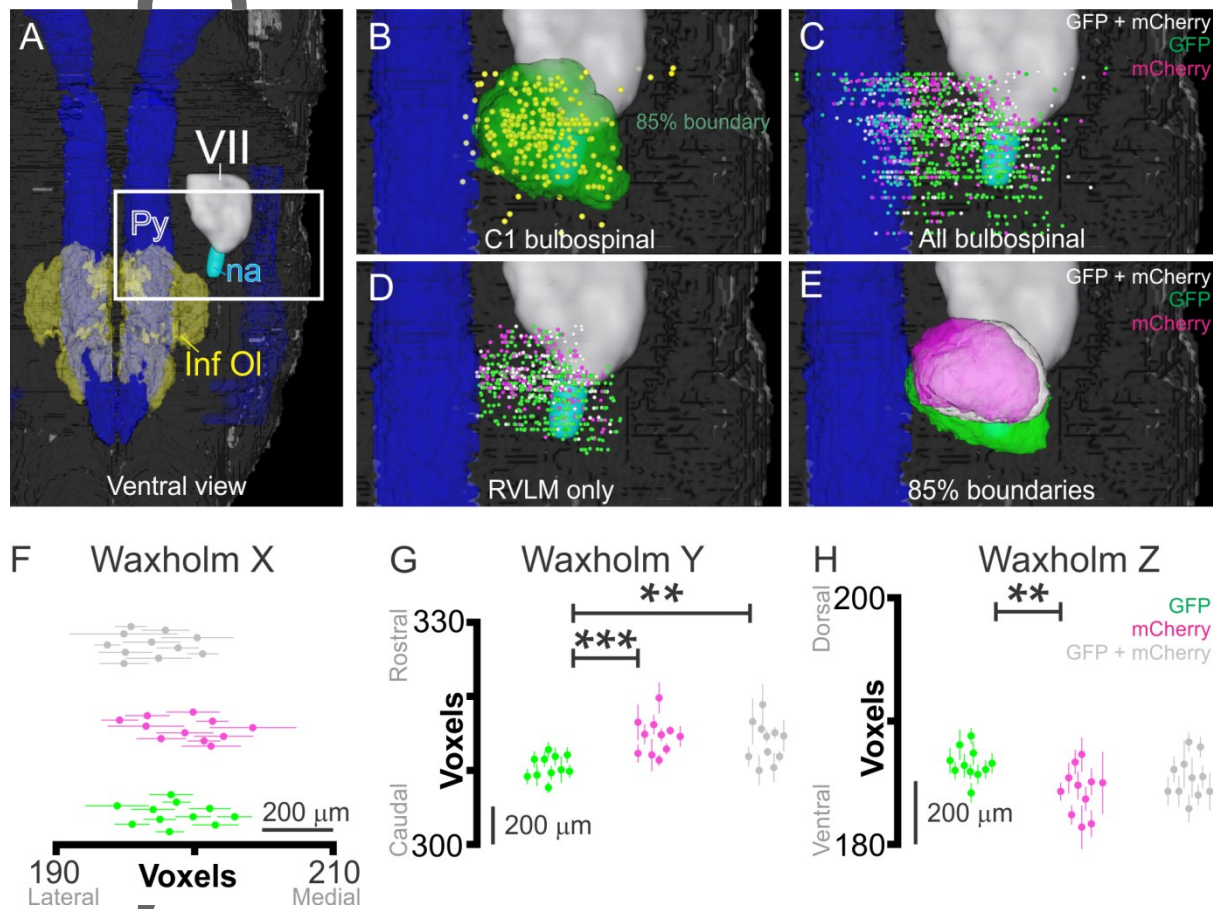 A
VII
Py
na
Inf Ol
Ventral view
B
85% boundary
C1 bulbospinal
C
GFP + mCherry
GFP
mCherry
All bulbospinal
D
RVLM only
E
GFP + mCherry
GFP
mCherry
85% boundaries
F
Waxholm X
200 μm
190
210
Voxels
Lateral
Medial
G
Waxholm Y
**
***
330
Rostral
Voxels
200 μm
Caudal
300
H
Waxholm Z
**
200
Dorsal
GFP
mCherry
GFP + mCherry
Voxels
200 μm
Ventral
180